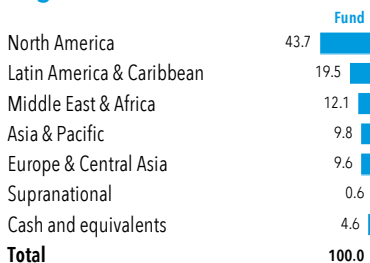 Fund
North America 43.7
Latin America & Caribbean 19.5
Middle East & Africa 12.1
Asia & Pacific 9.8
Europe & Central Asia 9.6
Supranational 0.6
Cash and equivalents 4.6
Total 100.0